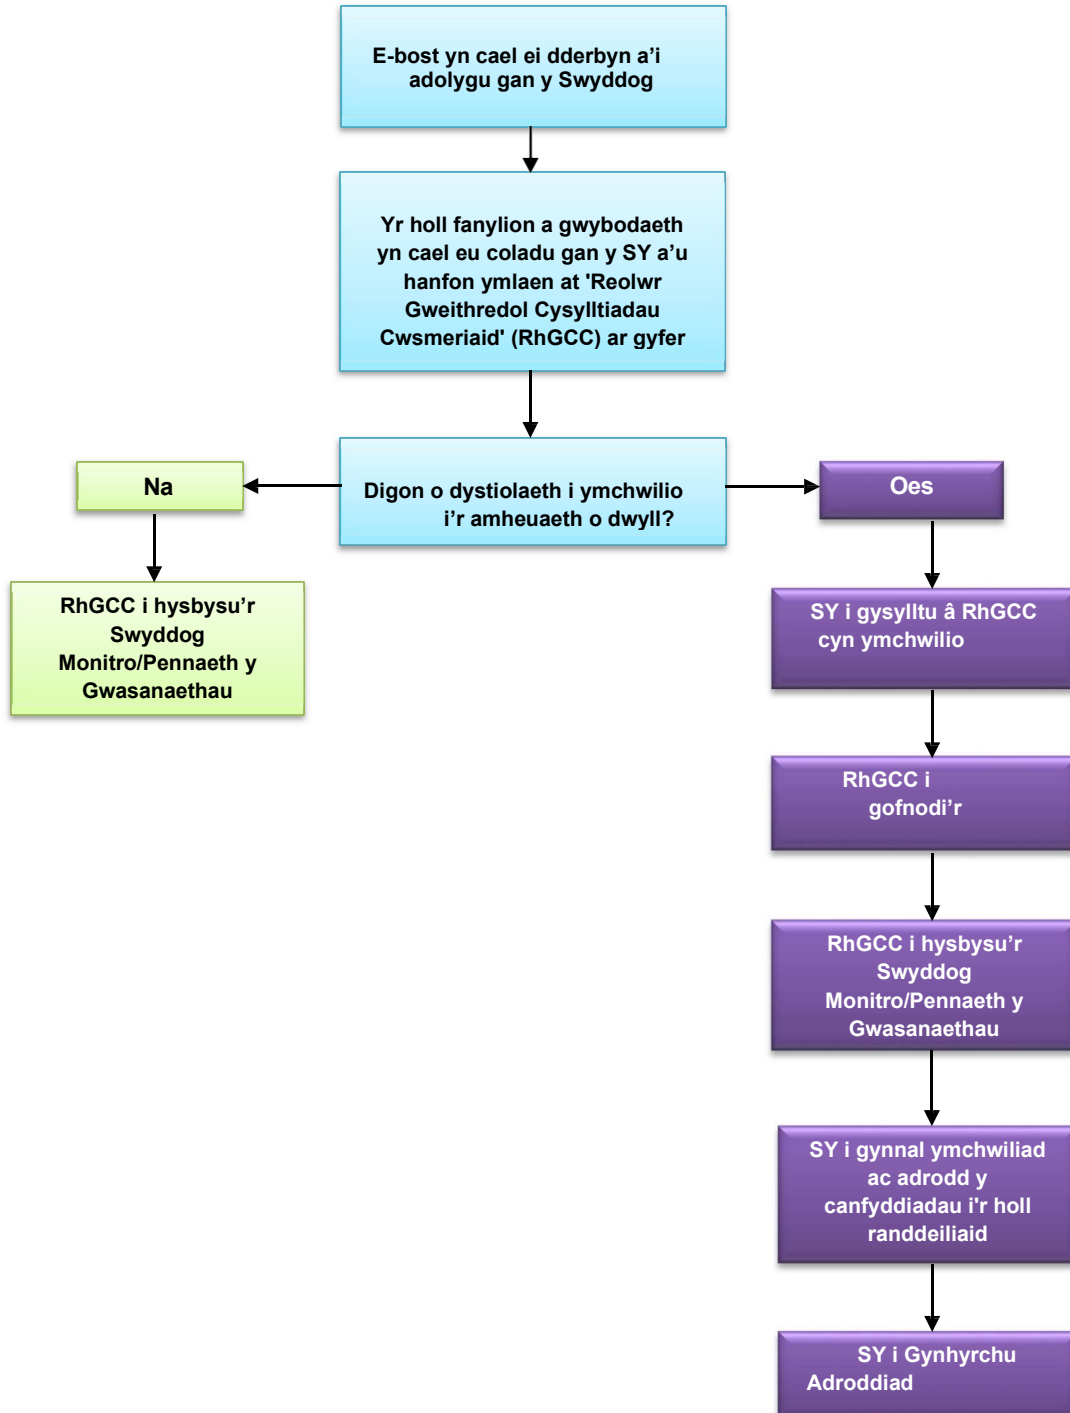 E-bost yn cael ei dderbyn a’i
adolygu gan y Swyddog
Yr holl fanylion a gwybodaeth
yn cael eu coladu gan y SY a’u
hanfon ymlaen at 'Reolwr
Gweithredol Cysylltiadau
Cwsmeriaid' (RhGCC) ar gyfer
Digon o dystiolaeth i ymchwilio
i’r amheuaeth o dwyll?
Na
RhGCC i hysbysu’r
Swyddog
Monitro/Pennaeth y
Gwasanaethau
Oes
SY i gysylltu â RhGCC
cyn ymchwilio
RhGCC i
gofnodi’r
RhGCC i hysbysu’r
Swyddog
Monitro/Pennaeth y
Gwasanaethau
SY i gynnal ymchwiliad
ac adrodd y
canfyddiadau i'r holl
randdeiliaid
SY i Gynhyrchu
Adroddiad